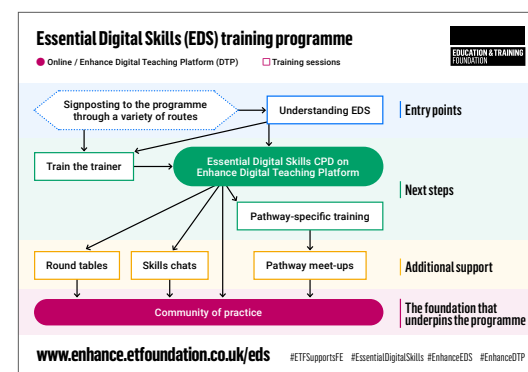 Essential Digital Skills (EDS) training programme
EDUCATION & TRAINING
FOUNDATION
Online / Enhance Digital Teaching Platform (DTP)
Training sessions
Signposting to the programme
through a variety of routes
Understanding EDS
Entry points
Train the trainer
Essential Digital Skills CPD on
Enhance Digital Teaching Platform
Next steps
Pathway-specific training
Round tables
Skills chats
Pathway meet-ups
Additional support
Community of practice
The foundation that
underpins the programme
www.enhance.etfoundation.co.uk/eds
#ETFSupportsFE #EssentialDigitalSkills #EnhanceEDS #EnhanceDTP